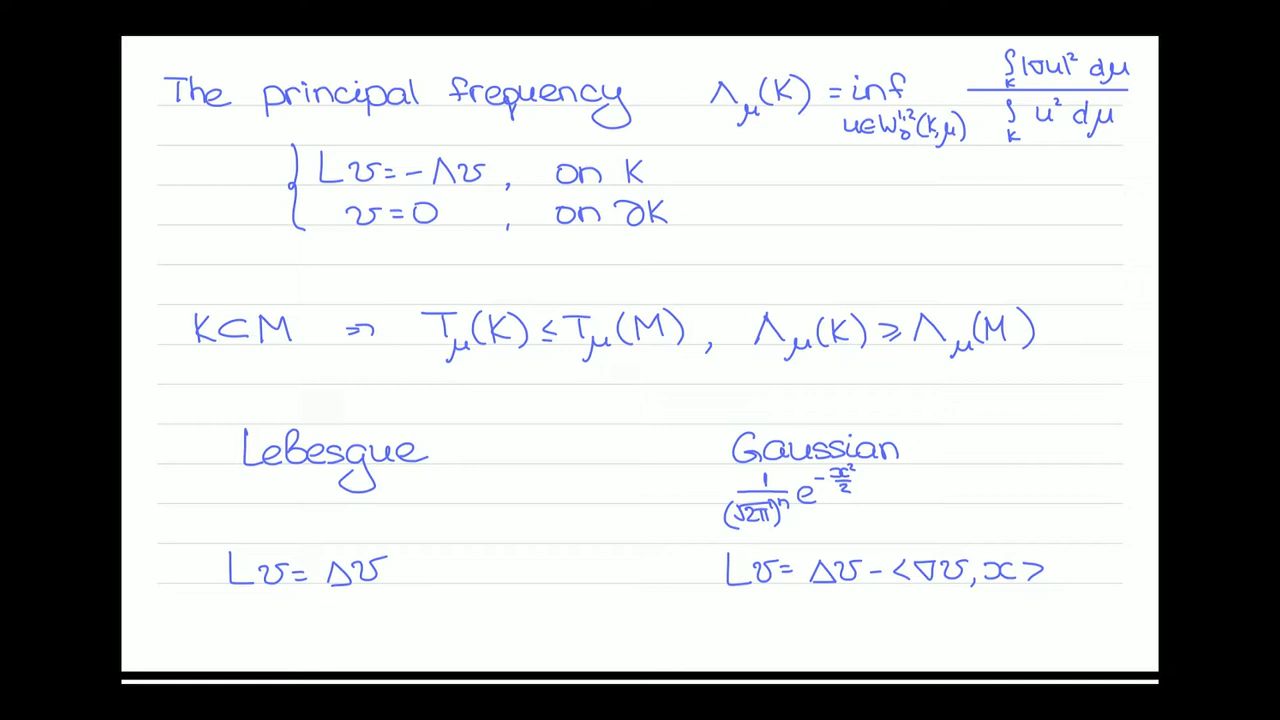 The principal frequency Λ_μ(K) = inf_{u∈W_0^{1,2}(K,μ)} ∫_K |∇u|² dμ / ∫_K u² dμ
{ Lv = -Λv , on K
v = 0 , on ∂K
K⊂M ⇒ T_μ(K) ≤ T_μ(M) , Λ_μ(K) ⩾ Λ_μ(M)
Lebesgue Gaussian
1/(√2π)^n e^{-x²/2}
Lv = Δv Lv = Δv - <∇v, x>